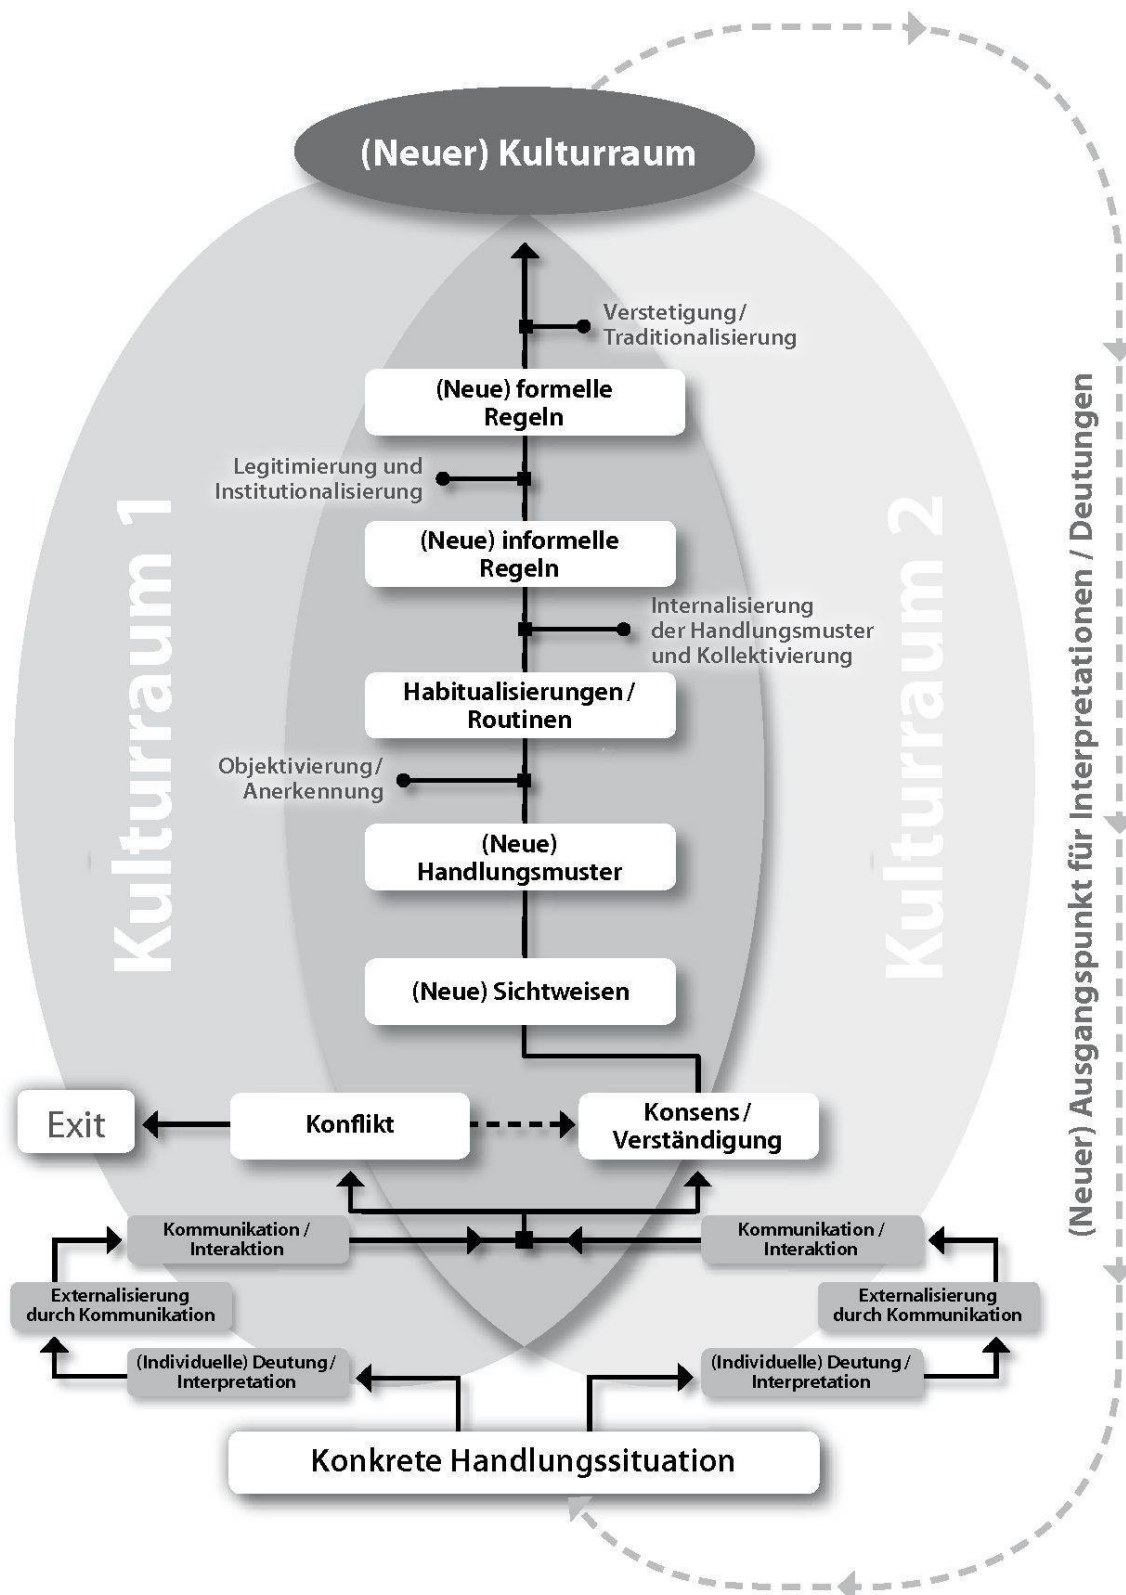 (Neuer) Kulturraum
Verstetigung/
Traditionalisierung
(Neue) formelle
Regeln
Legitimierung und
Institutionalisierung
(Neue) informelle
Regeln
Internalisierung
der Handlungsmuster
und Kollektivierung
Habitualisierungen/
Routinen
Objektivierung/
Anerkennung
(Neue)
Handlungsmuster
(Neue) Sichtweisen
Kulturraum 1
Kulturraum 2
(Neuer) Ausgangspunkt für Interpretationen / Deutungen
Exit
Konflikt
Konsens/
Verständigung
Kommunikation /
Interaktion
Kommunikation /
Interaktion
Externalisierung
durch Kommunikation
Externalisierung
durch Kommunikation
(Individuelle) Deutung/
Interpretation
(Individuelle) Deutung/
Interpretation
Konkrete Handlungssituation